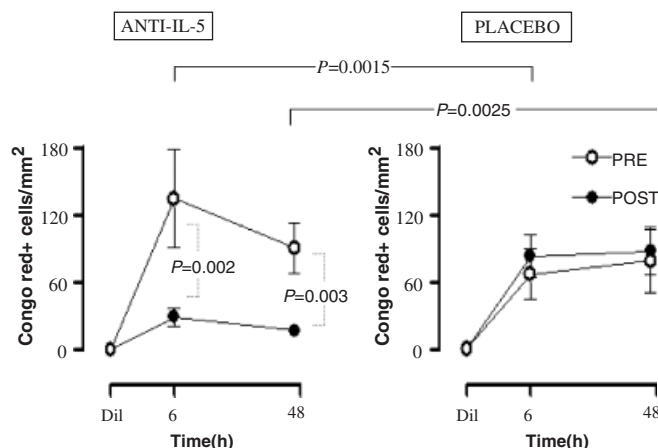 ANTI-IL-5
PLACEBO
P=0.0015
P=0.0025
Congo red+ cells/mm2
180
120
60
0
P=0.002
P=0.003
Dil
6
48
Time(h)
Congo red+ cells/mm2
180
120
60
0
PRE
POST
Dil
6
48
Time(h)